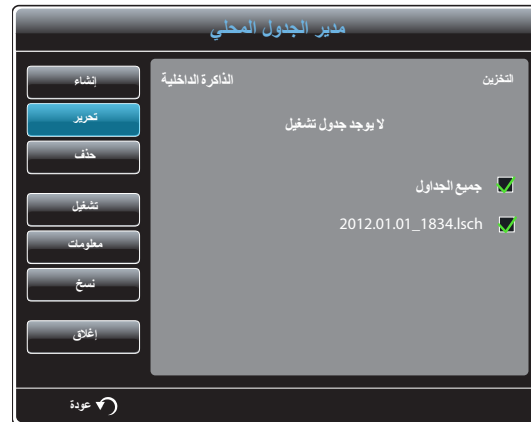 مدير الجدول المحلي
التخزين
الذاكرة الداخلية
لا يوجد جدول تشغيل
جميع الجداول
2012.01.01_1834.lsch
إنشاء
تحرير
حذف
تشغيل
معلومات
نسخ
إغلاق
عودة